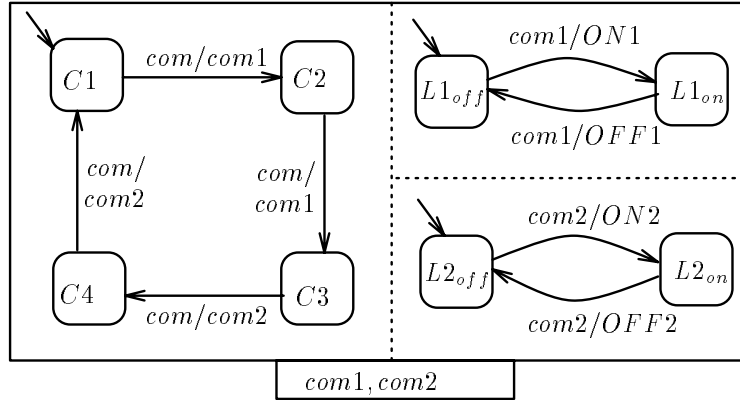 C1
com/com1
C2
com/
com2
com/
com1
C4
com/com2
C3
com1/ON1
L1off
L1on
com1/OFF1
com2/ON2
L2off
L2on
com2/OFF2
com1, com2